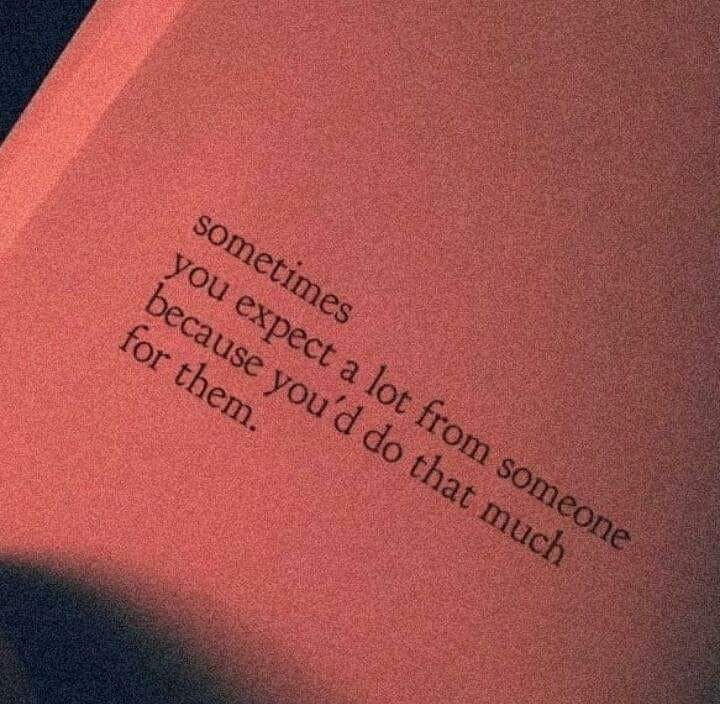 sometimes
you expect a lot from someone
because you'd do that much
for them.